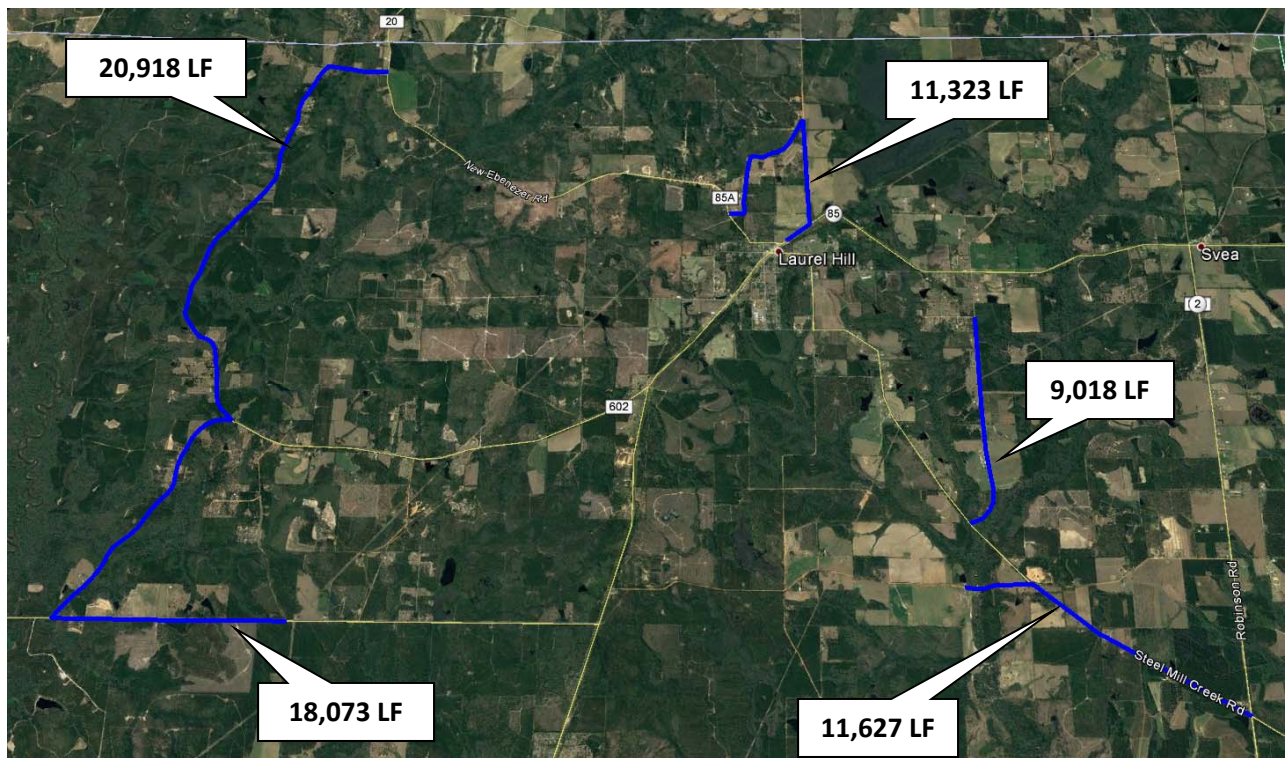 20
20,918 LF
11,323 LF
New Ebenezer Rd
85A
85
Laurel Hill
Svea
2
9,018 LF
602
Robinson Rd
Steel Mill Creek Rd
18,073 LF
11,627 LF